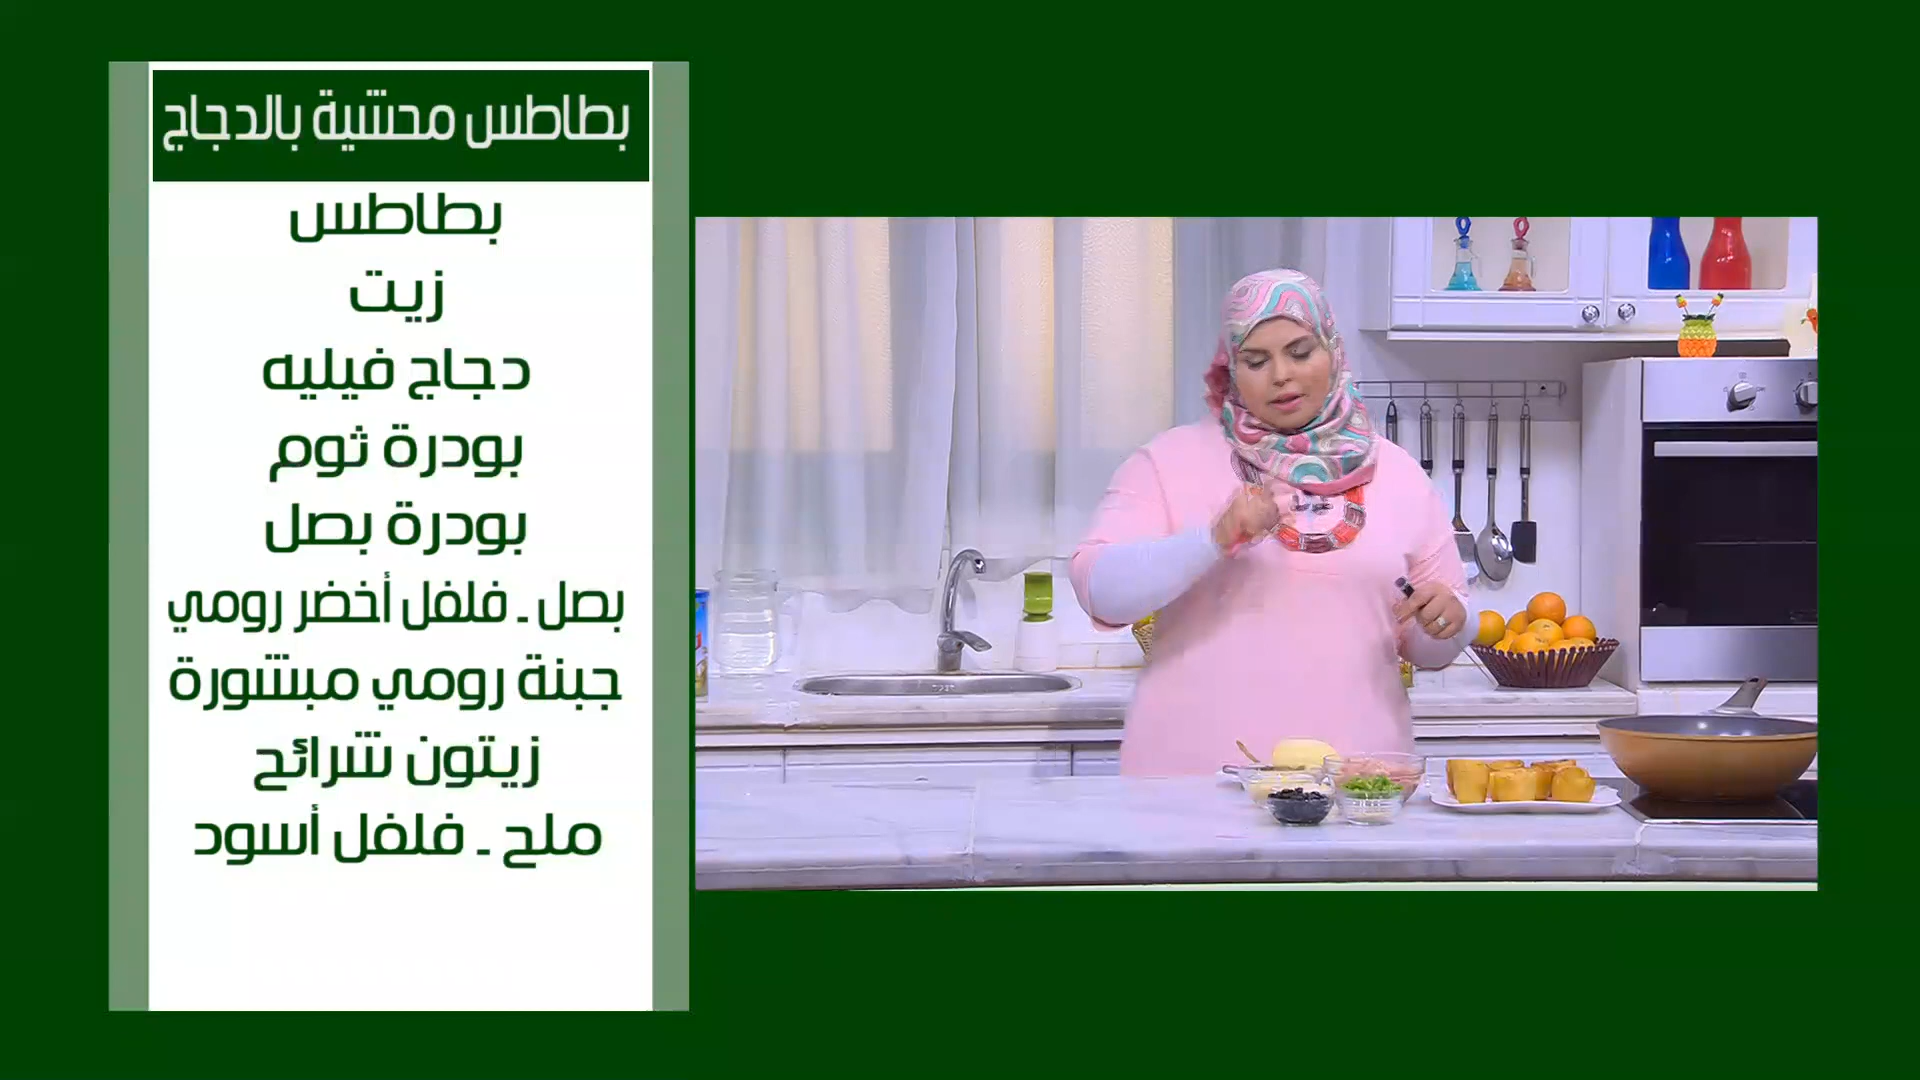 بطاطس محشية بالدجاج
بطاطس
زيت
دجاج فيليه
بودرة ثوم
بودرة بصل
بصل - فلفل أخضر رومي
جبنة رومي مبشورة
زيتون شرائح
ملح - فلفل أسود